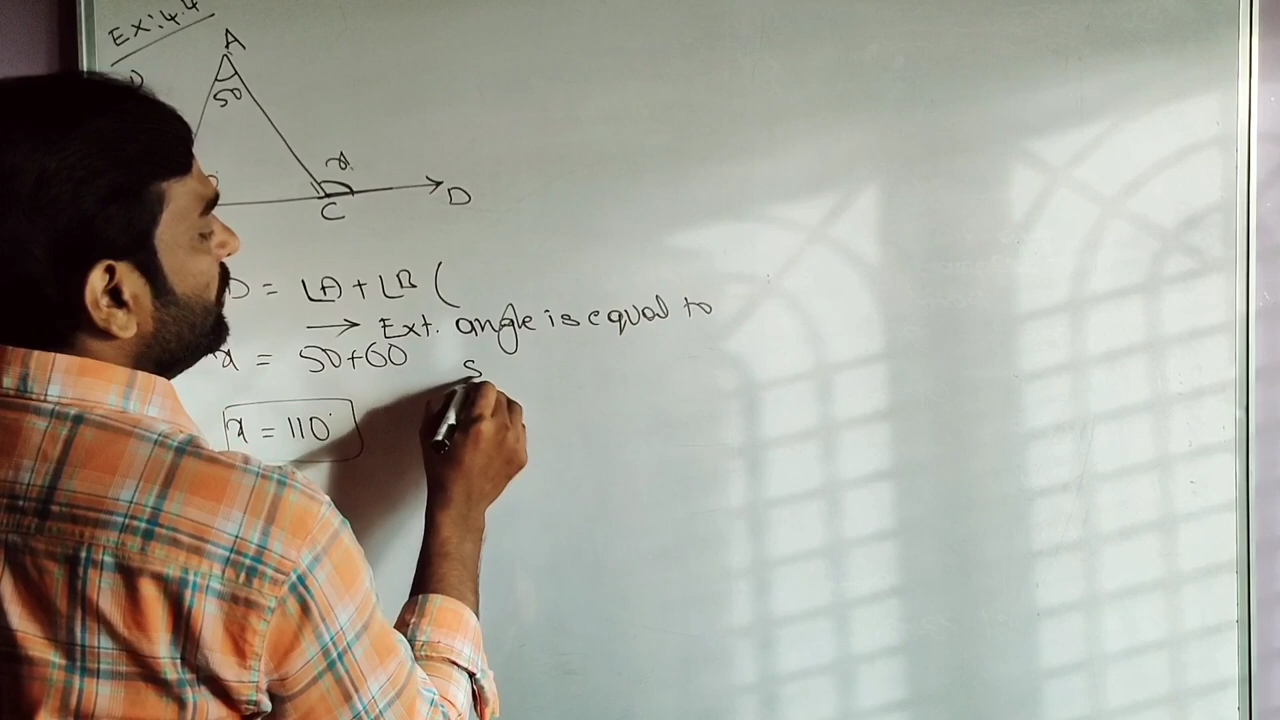 Ex: 4.4
A
50
x
C
D
D = ∠A + ∠B (
→ Ext. angle is equal to
x = 50+60
s
x = 110°